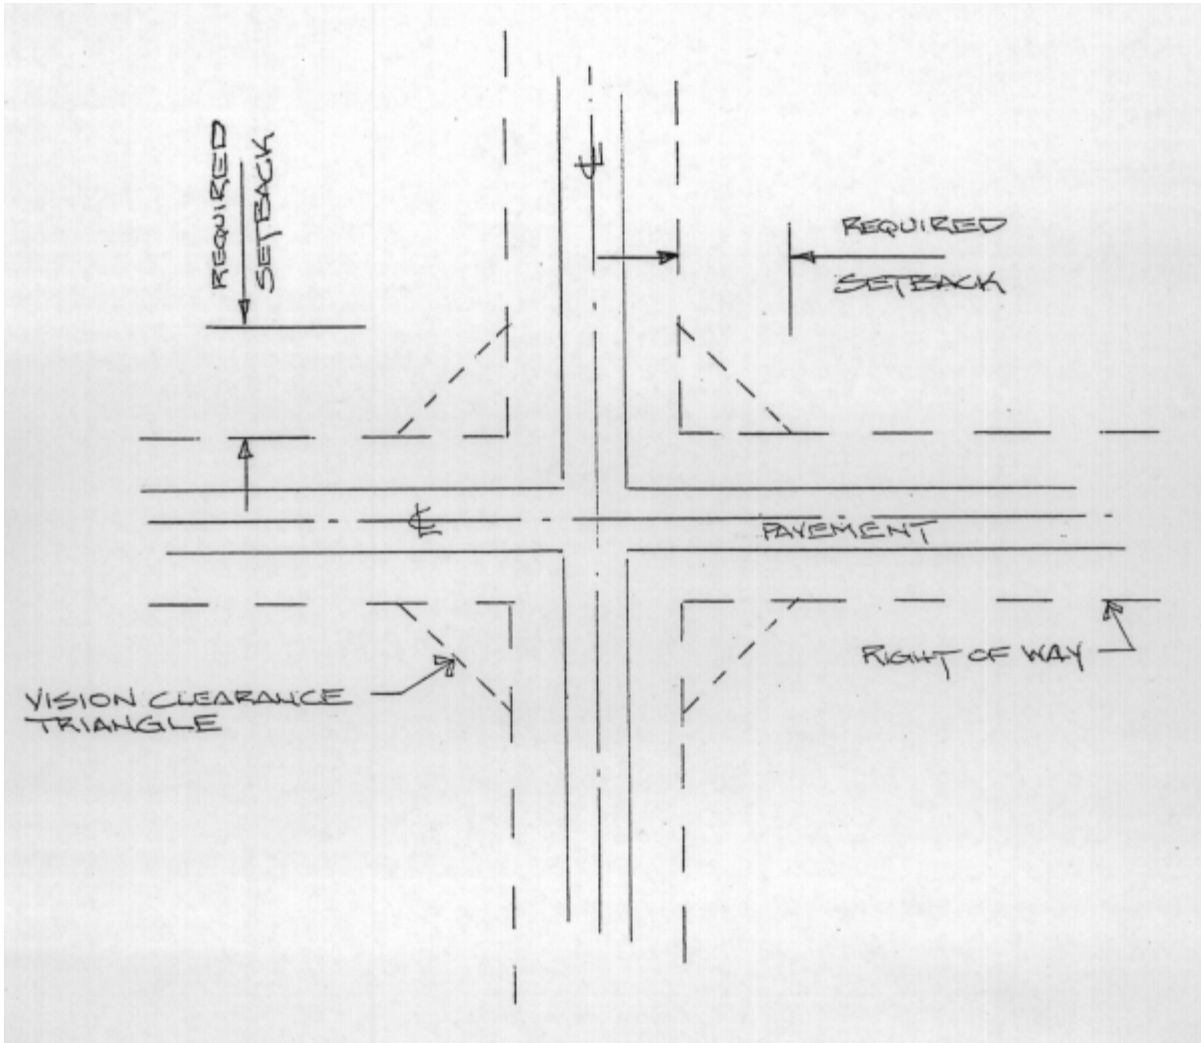 REQUIRED
SETBACK
℄
REQUIRED
SETBACK
℄
PAVEMENT
RIGHT OF WAY
VISION CLEARANCE
TRIANGLE